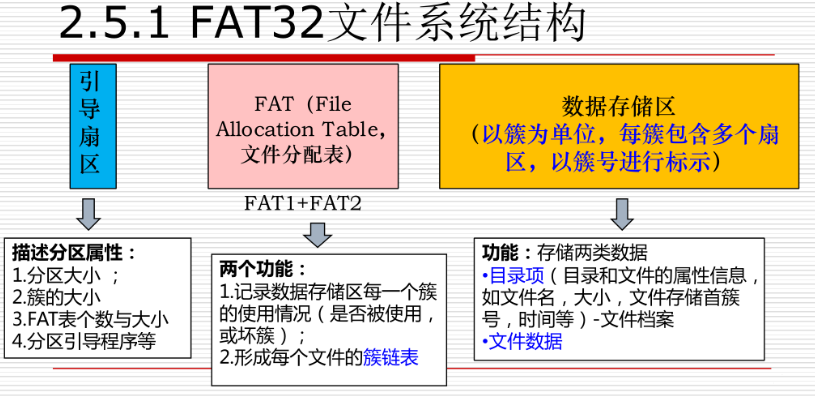 2.5.1 FAT32文件系统结构
引
导
扇
区
FAT（File
Allocation Table，
文件分配表）
数据存储区
（以簇为单位，每簇包含多个扇
区，以簇号进行标示）
FAT1+FAT2
描述分区属性：
1.分区大小 ；
2.簇的大小
3.FAT表个数与大小
4.分区引导程序等
两个功能：
1.记录数据存储区每一个簇
的使用情况（是否被使用，
或坏簇）；
2.形成每个文件的簇链表
功能：存储两类数据
•目录项（目录和文件的属性信息，
如文件名，大小，文件存储首簇
号，时间等）-文件档案
•文件数据